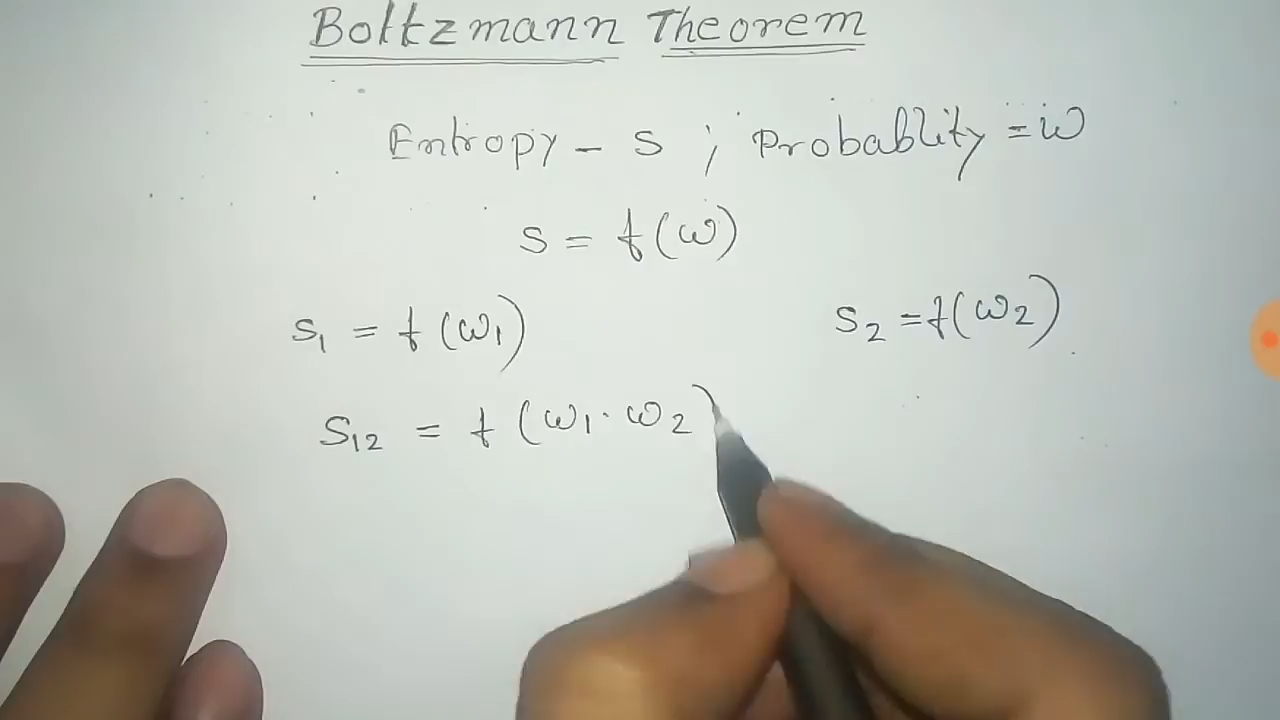 Boltzmann Theorem
Entropy - S ; Probablity = ω
S = f(ω)
S1 = f(ω1) S2 = f(ω2)
S12 = f(ω1·ω2)